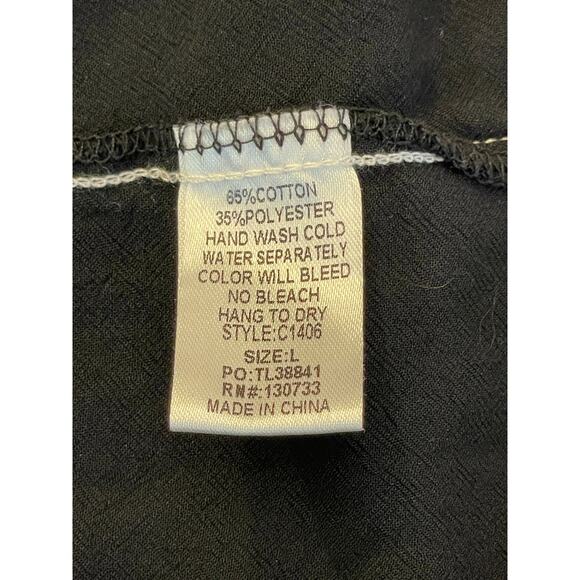 65%COTTON
35%POLYESTER
HAND WASH COLD
WATER SEPARATELY
COLOR WILL BLEED
NO BLEACH
HANG TO DRY
STYLE:C1406
SIZE:L
PO:TL38841
RN#:130733
MADE IN CHINA